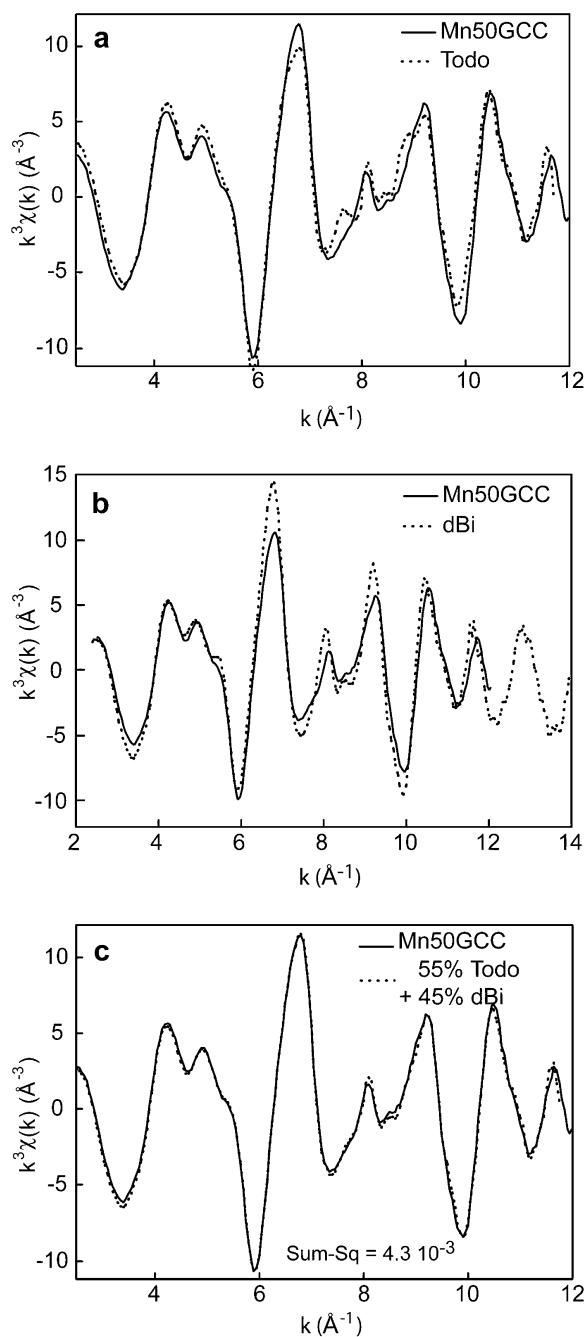 a
Mn50GCC
Todo
10
5
0
-5
-10
k³χ(k) (Å⁻³)
4
6
8
10
12
k (Å⁻¹)
b
Mn50GCC
dBi
15
10
5
0
-5
-10
k³χ(k) (Å⁻³)
2
4
6
8
10
12
14
k (Å⁻¹)
c
Mn50GCC
55% Todo
+ 45% dBi
10
5
0
-5
-10
k³χ(k) (Å⁻³)
Sum-Sq = 4.3 10⁻³
4
6
8
10
12
k (Å⁻¹)